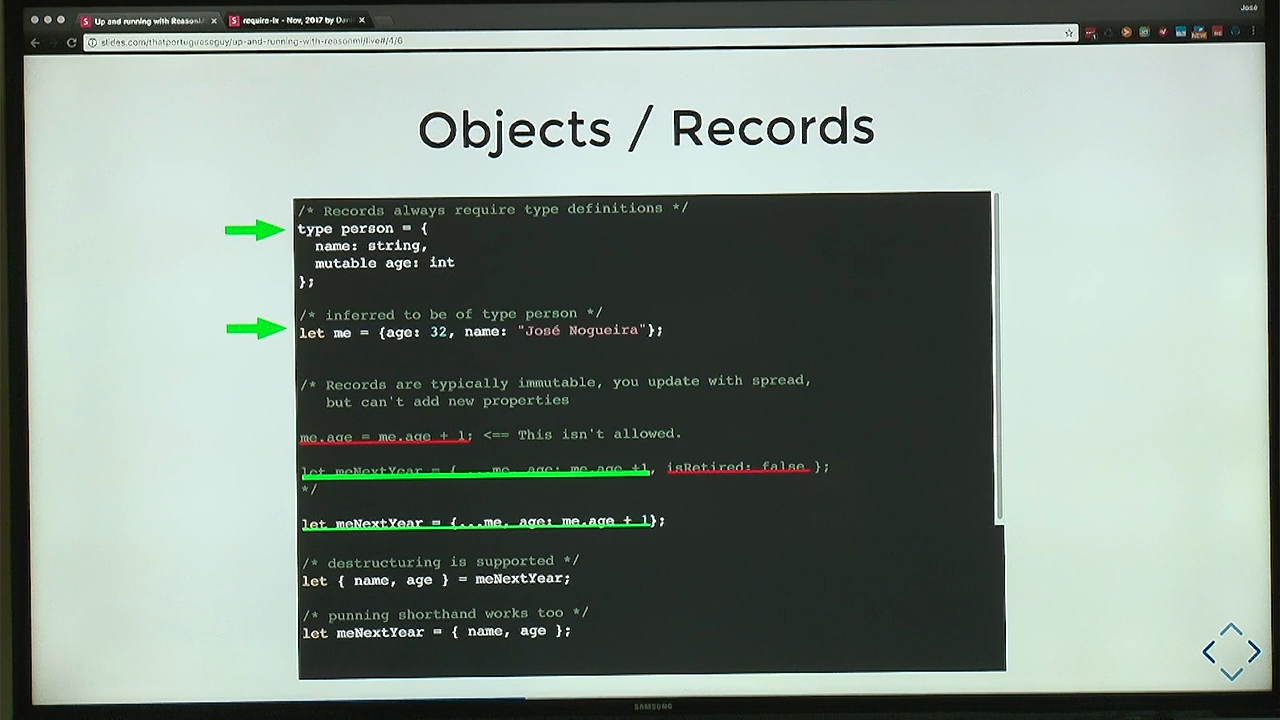 José
Up and running with ReasonML
require-lx - Nov, 2017 by Dani
slides.com/thatportugueseguy/up-and-running-with-reasonml/live#/4/6
NEW
Objects / Records
/* Records always require type definitions */
type person = {
name: string,
mutable age: int
};
/* inferred to be of type person */
let me = {age: 32, name: "José Nogueira"};
/* Records are typically immutable, you update with spread,
but can't add new properties
me.age = me.age + 1; <== This isn't allowed.
let meNextYear = { ...me, age: me.age +1, isRetired: false };
*/
let meNextYear = {...me, age: me.age + 1};
/* destructuring is supported */
let { name, age } = meNextYear;
/* punning shorthand works too */
let meNextYear = { name, age };
SAMSUNG